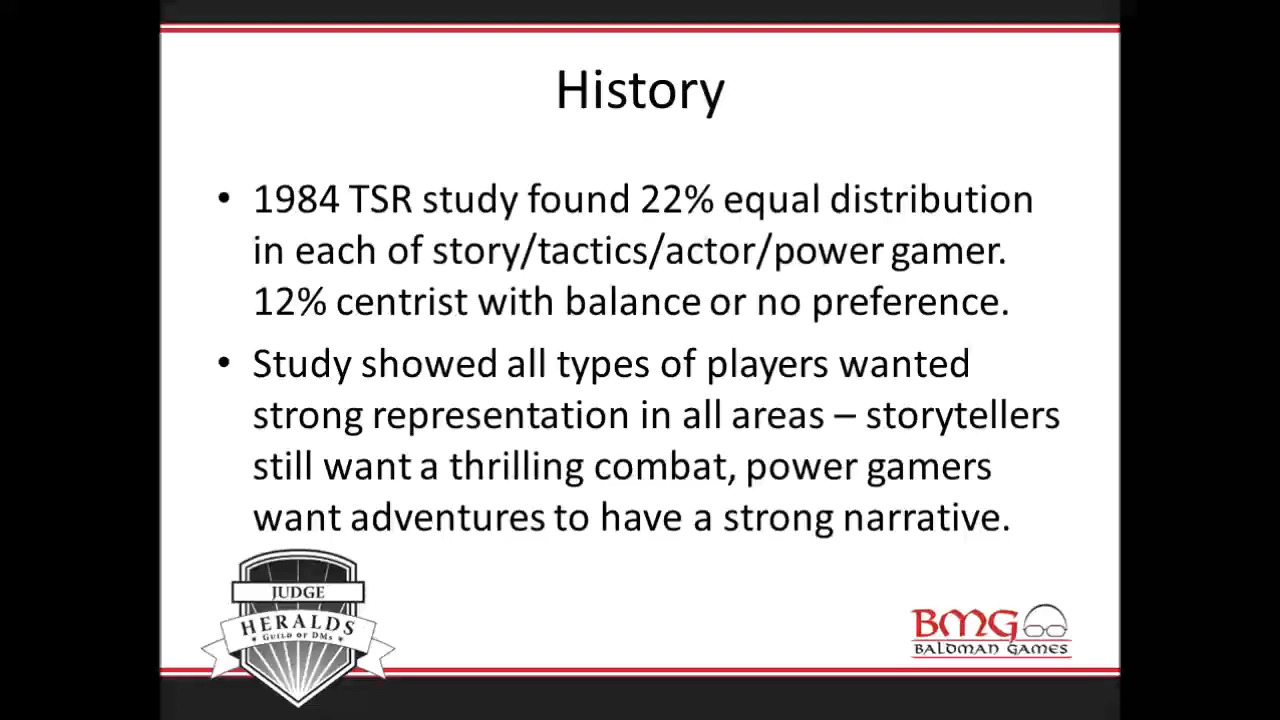 History
• 1984 TSR study found 22% equal distribution
in each of story/tactics/actor/power gamer.
12% centrist with balance or no preference.
• Study showed all types of players wanted
strong representation in all areas – storytellers
still want a thrilling combat, power gamers
want adventures to have a strong narrative.
JUDGE
HERALDS
GUILD OF DMs
BMG
BALDMAN GAMES